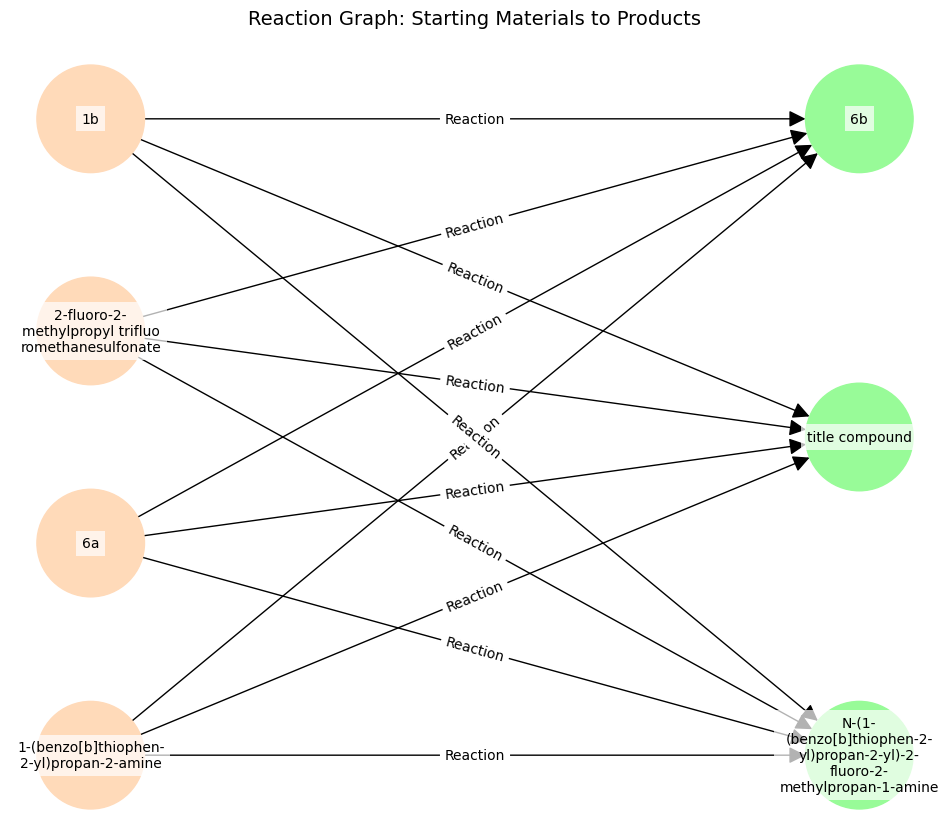 Reaction Graph: Starting Materials to Products
1b
Reaction
6b
Reaction
Reaction
2-fluoro-2-
methylpropyl trifluo
romethanesulfonate
Reaction
Reaction
Reaction
title compound
Reaction
6a
Reaction
Reaction
Reaction
1-(benzo[b]thiophen-
2-yl)propan-2-amine
Reaction
N-(1-
(benzo[b]thiophen-2-
yl)propan-2-yl)-2-
fluoro-2-
methylpropan-1-amine